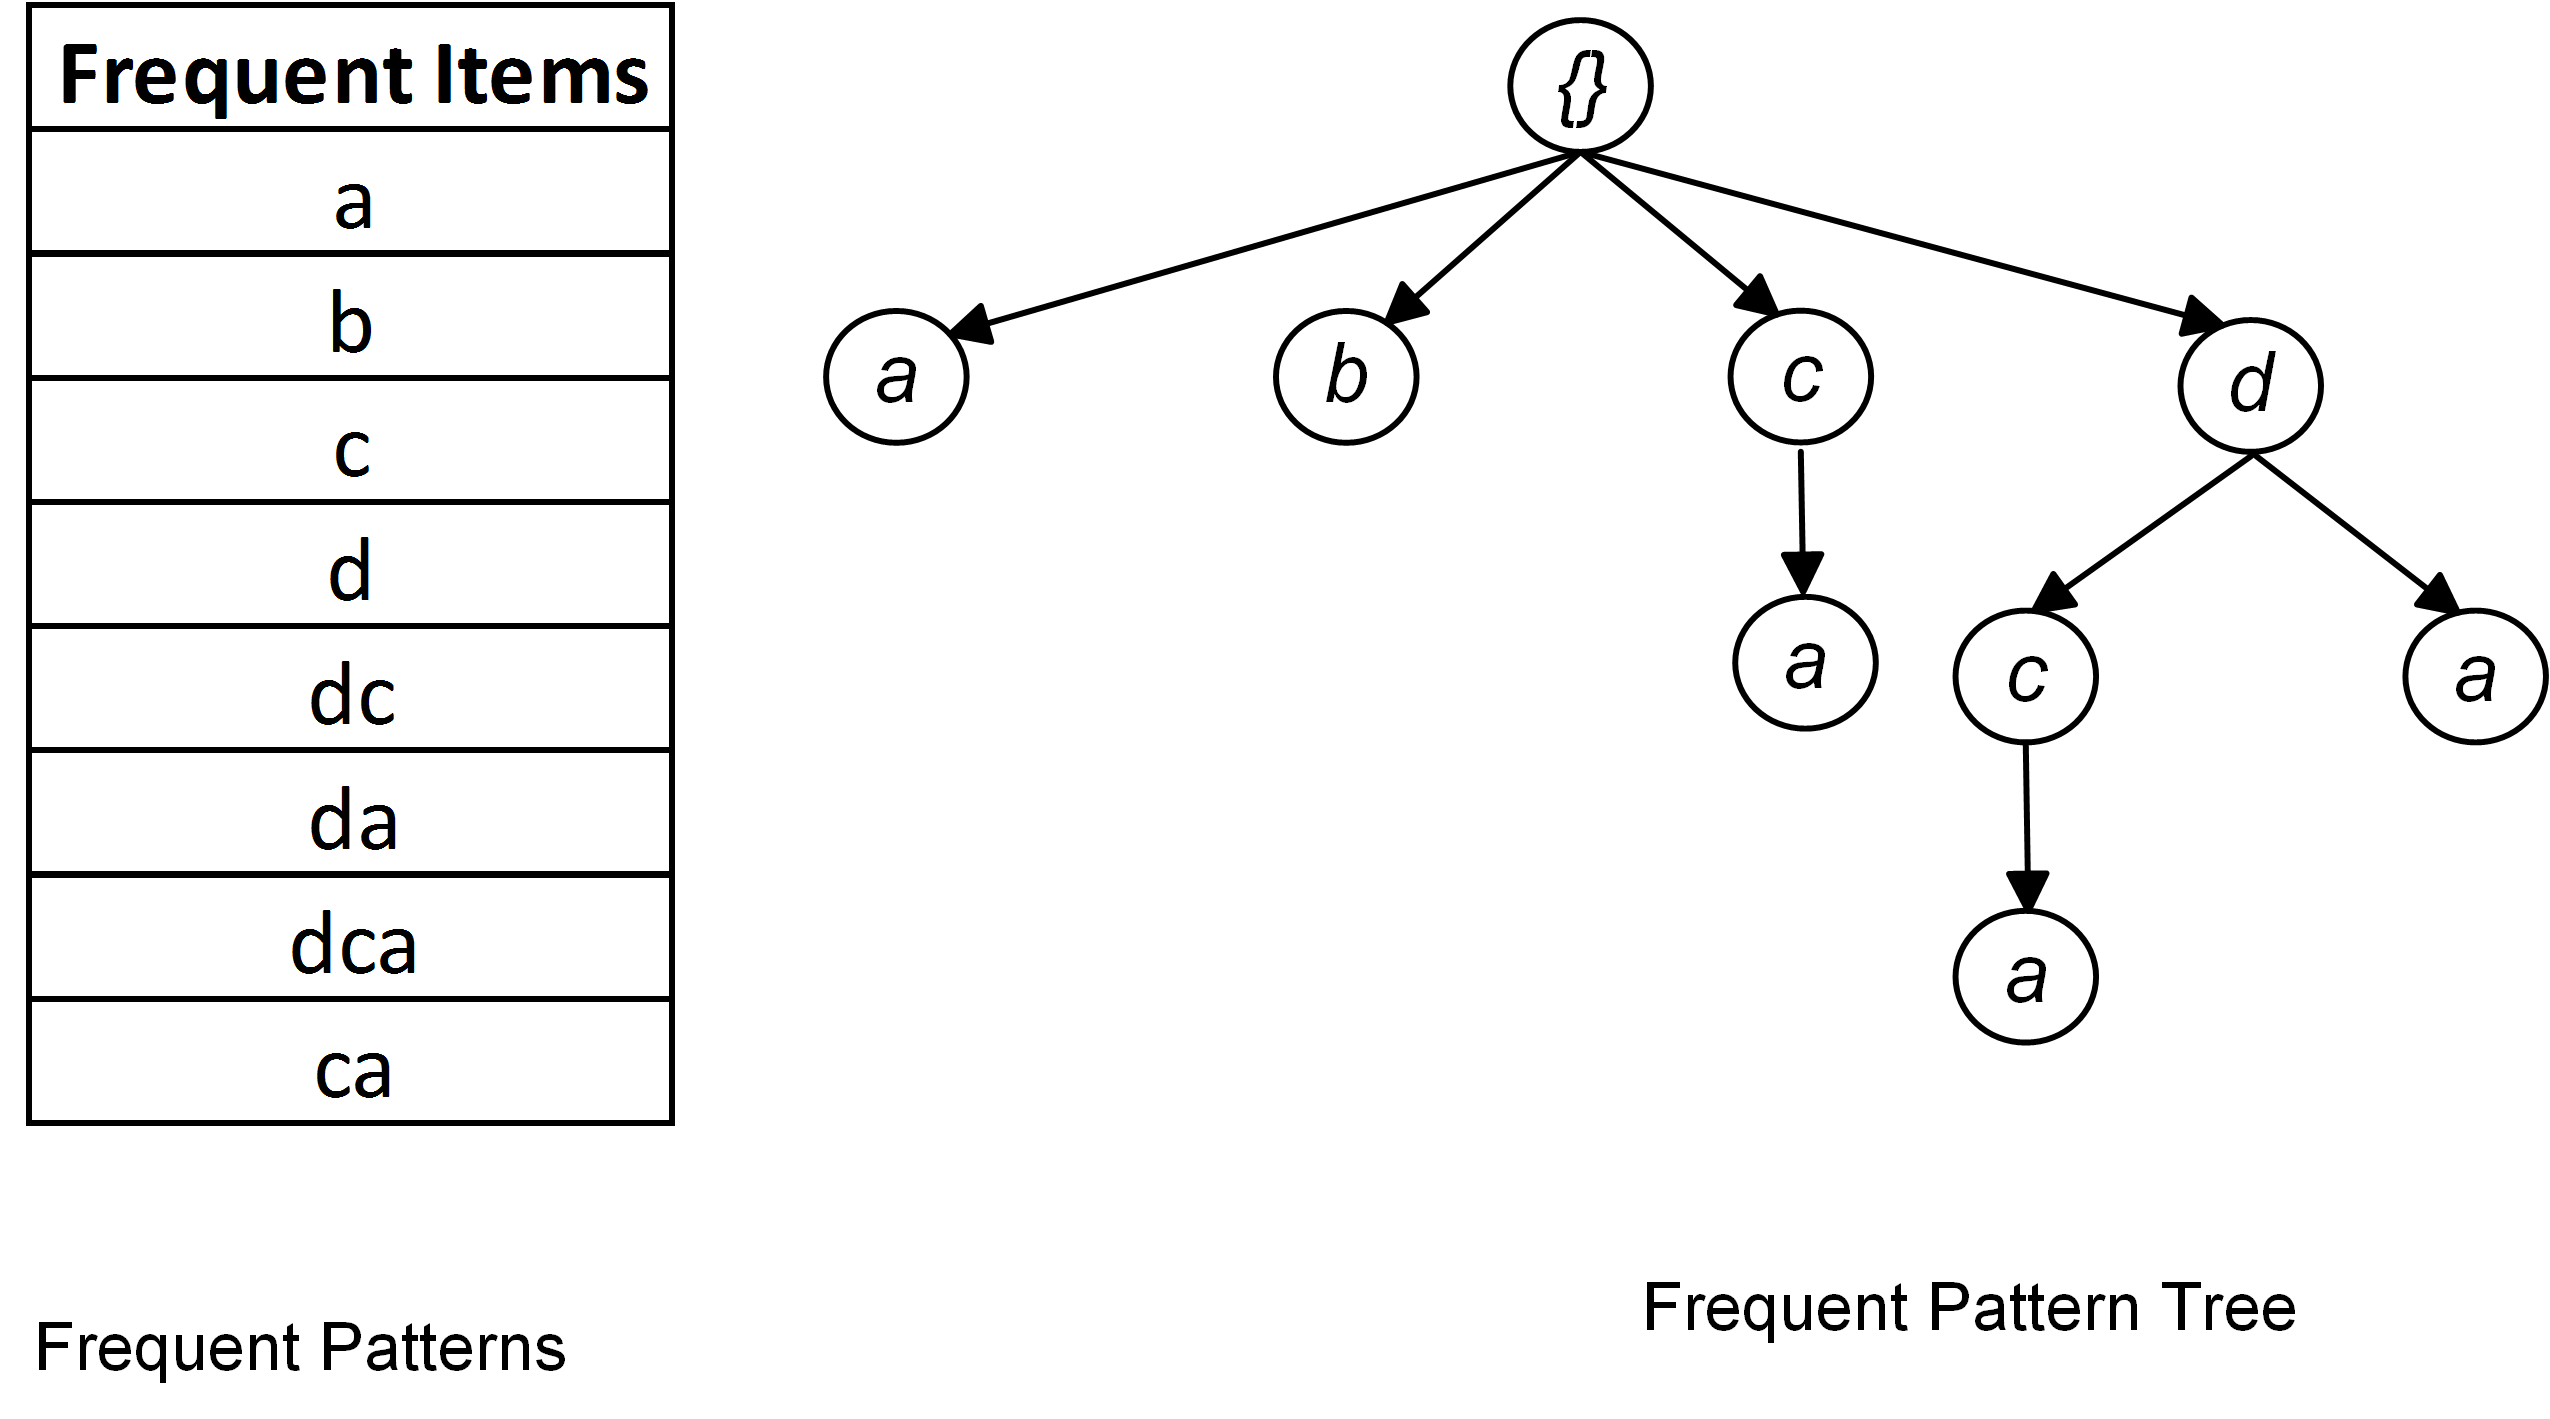 Frequent Items
a
b
c
d
dc
da
dca
ca
Frequent Patterns
{}
a
b
c
d
a
c
a
a
Frequent Pattern Tree